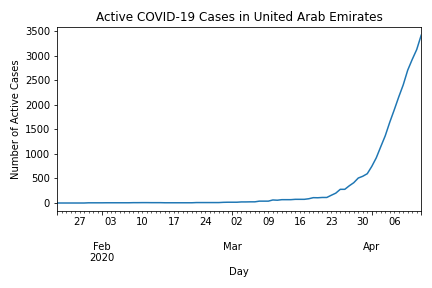 Active COVID-19 Cases in United Arab Emirates
3500
3000
2500
2000
1500
1000
500
0
Number of Active Cases
27 03 10 17 24 02 09 16 23 30 06
Feb Mar Apr
2020
Day